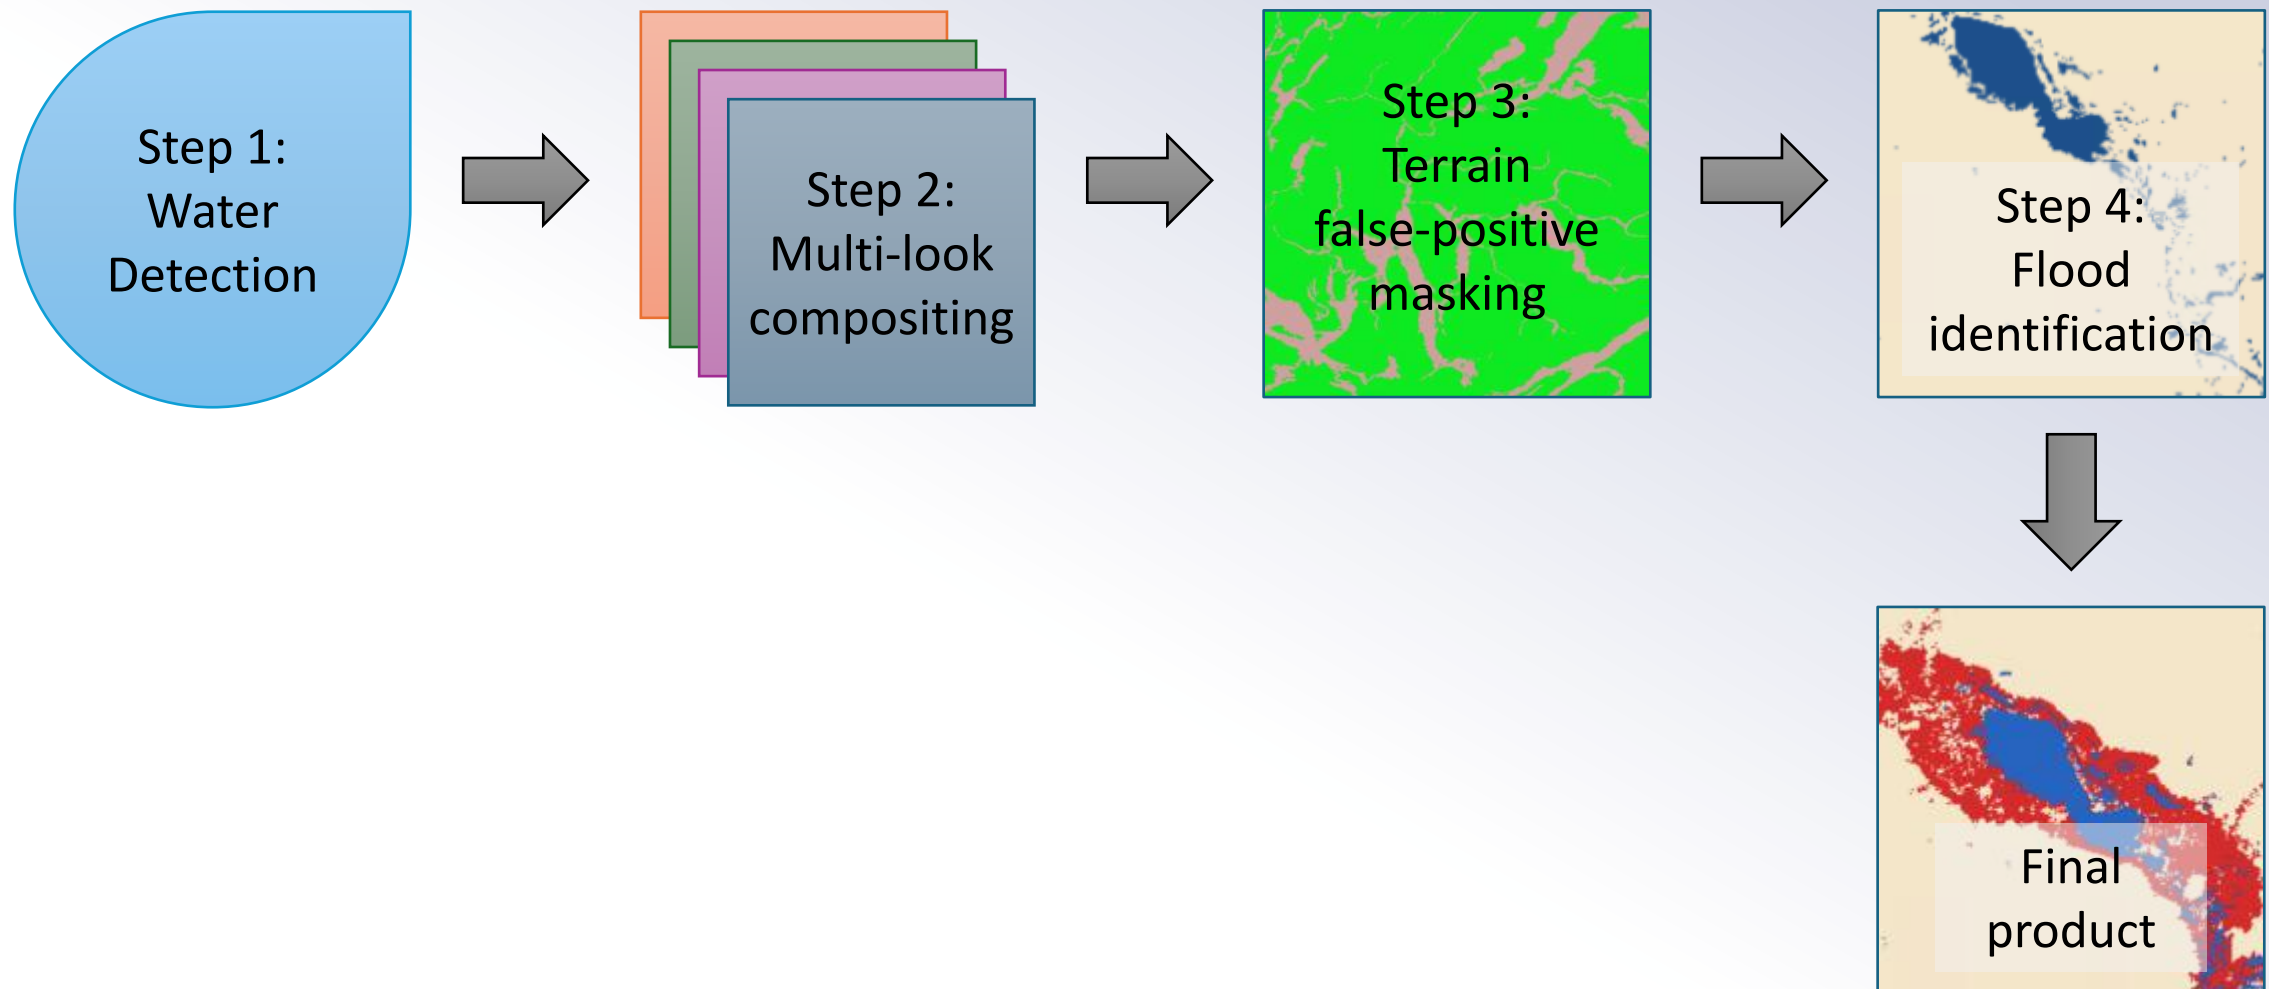 Step 1:
Water
Detection
Step 2:
Multi-look
compositing
Step 3:
Terrain
false-positive
masking
Step 4:
Flood
identification
Final
product